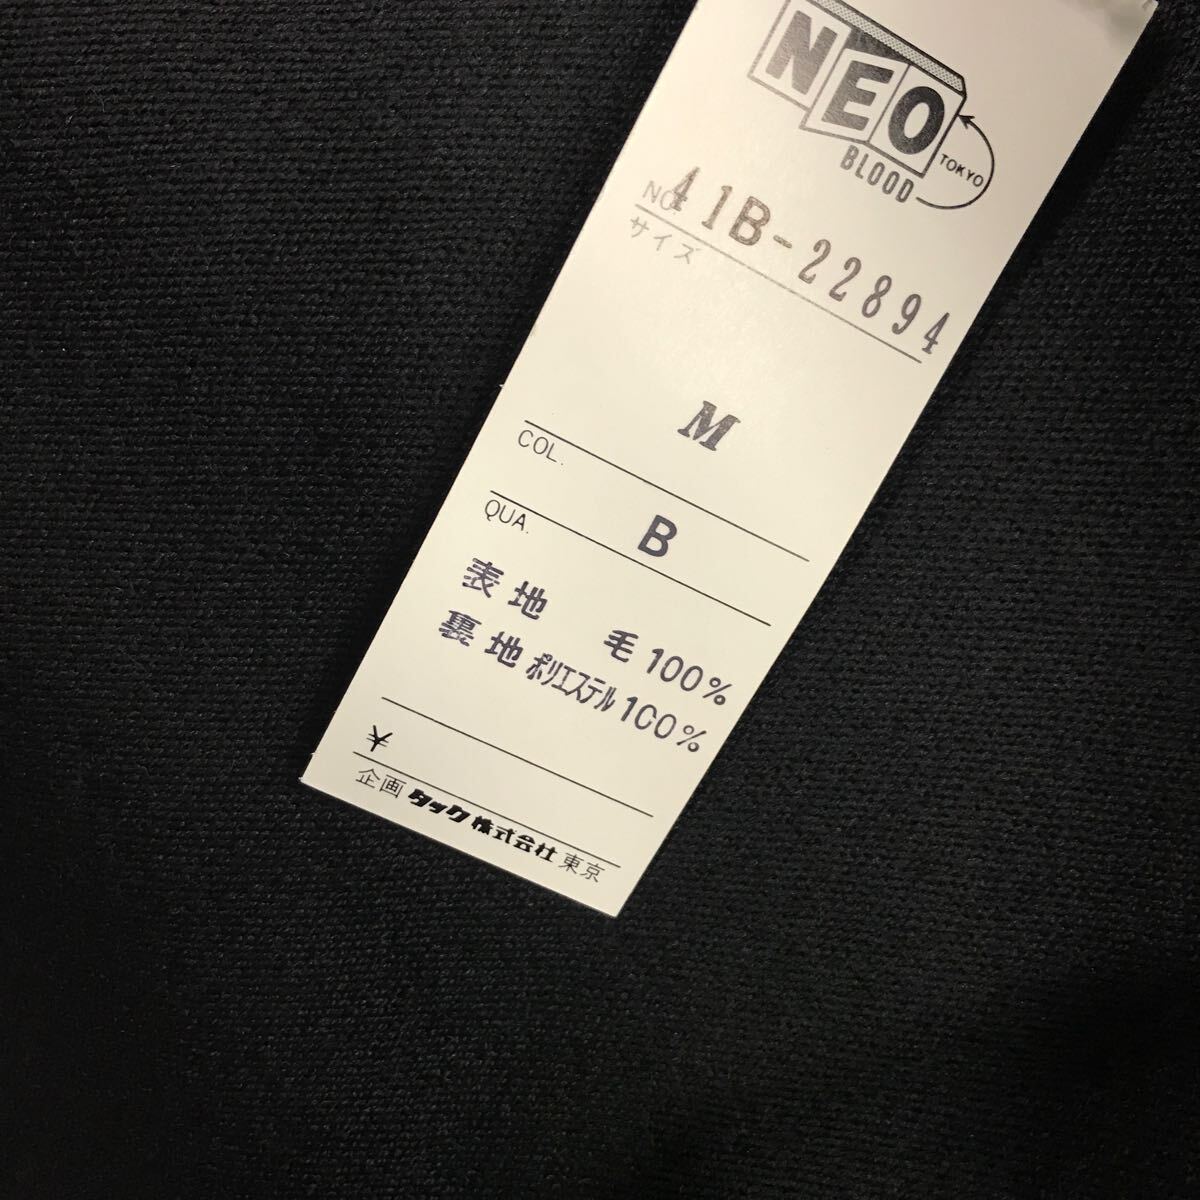 NEO
BLOOD TOKYO
NO. 41B-22894
サイズ
M
COL.
B
QUA.
表地 毛100%
裏地 ポリエステル100%
¥
企画 タック株式会社 東京